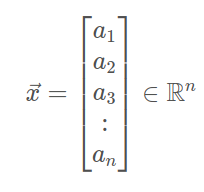 a₁
a₂
x⃗ = a₃ ∈ ℝⁿ
:
aₙ